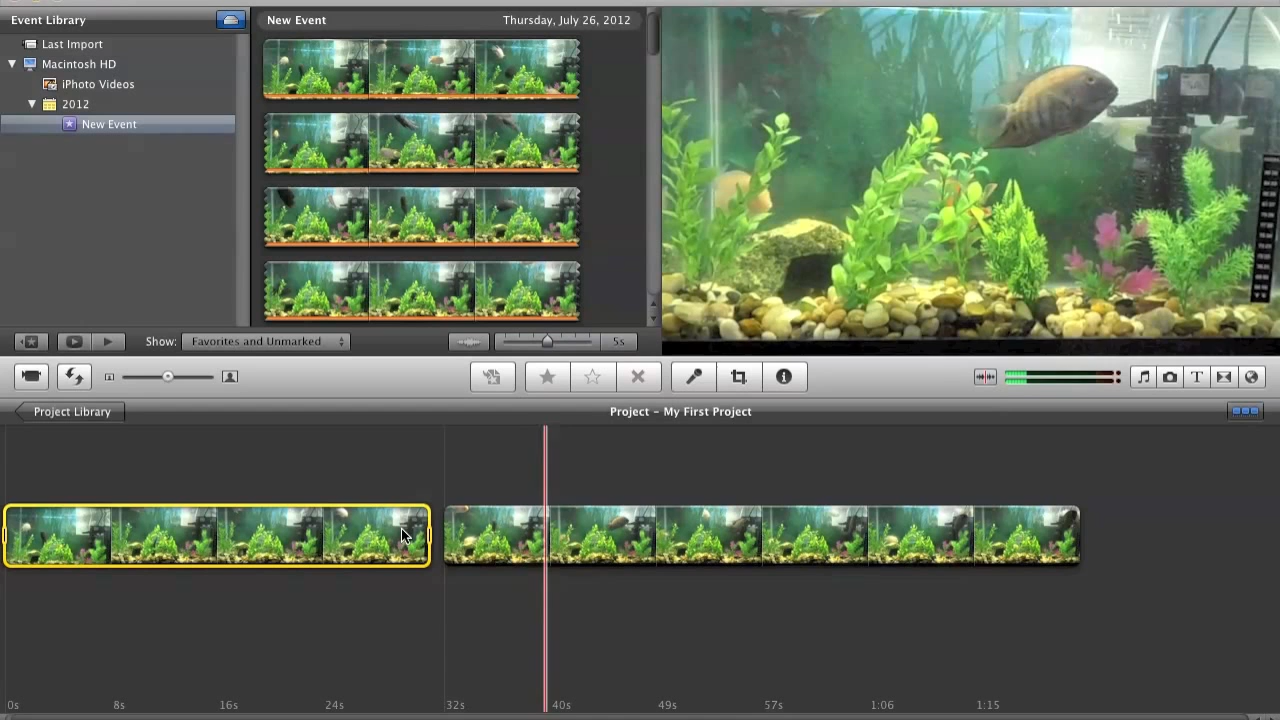 Event Library
New Event
Thursday, July 26, 2012
Last Import
Macintosh HD
iPhoto Videos
2012
New Event
Show:
Favorites and Unmarked
5s
Project Library
Project - My First Project
0s
8s
16s
24s
32s
40s
49s
57s
1:06
1:15